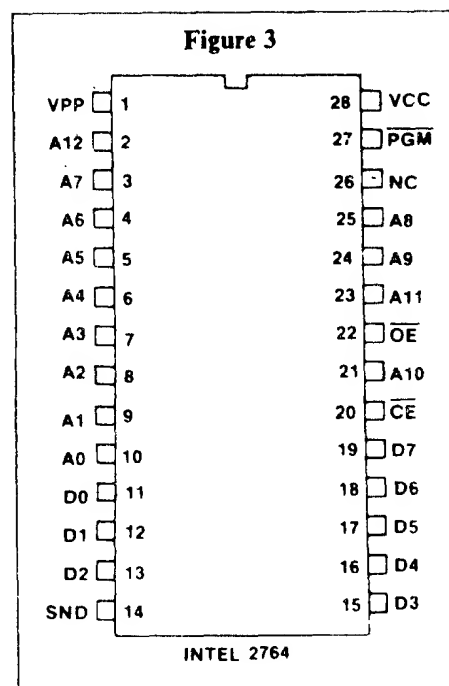 Figure 3
VPP 1 28 VCC
A12 2 27 PGM
A7 3 26 NC
A6 4 25 A8
A5 5 24 A9
A4 6 23 A11
A3 7 22 OE
A2 8 21 A10
A1 9 20 CE
A0 10 19 D7
D0 11 18 D6
D1 12 17 D5
D2 13 16 D4
SND 14 15 D3
INTEL 2764